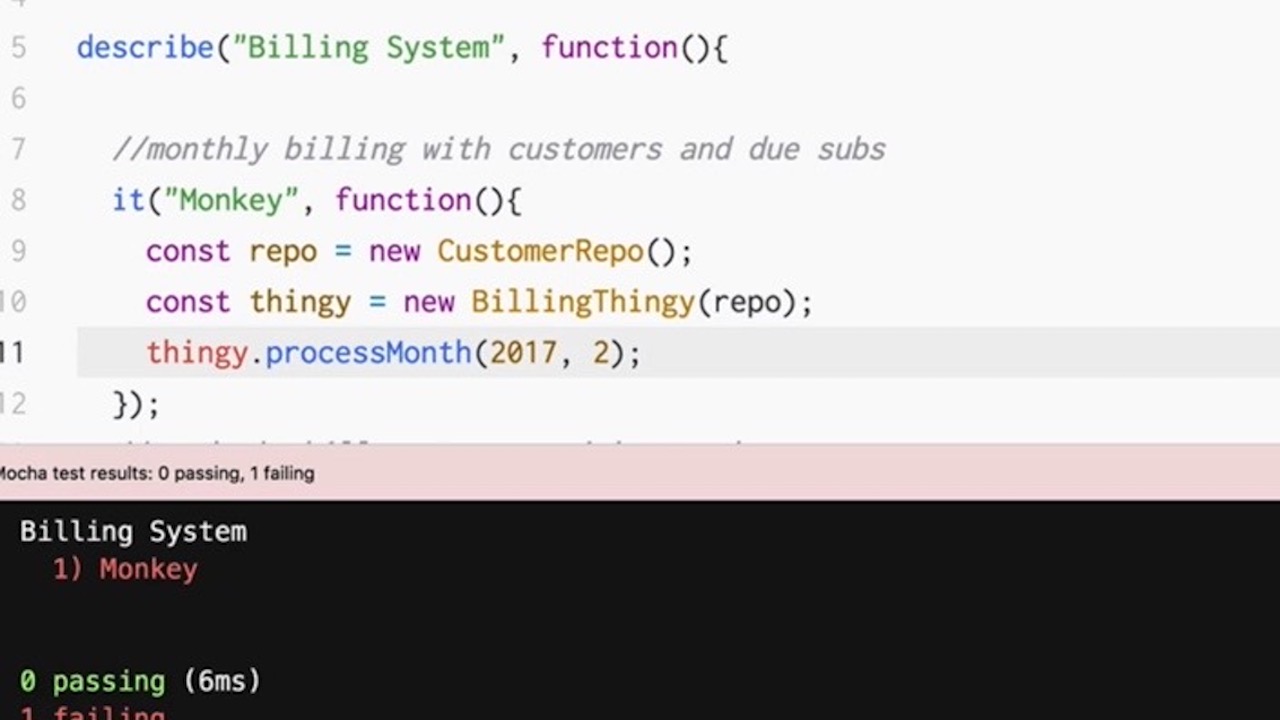 5 describe("Billing System", function(){
6
7 //monthly billing with customers and due subs
8 it("Monkey", function(){
9 const repo = new CustomerRepo();
10 const thingy = new BillingThingy(repo);
11 thingy.processMonth(2017, 2);
12 });
Mocha test results: 0 passing, 1 failing
Billing System
1) Monkey
0 passing (6ms)
1 failing